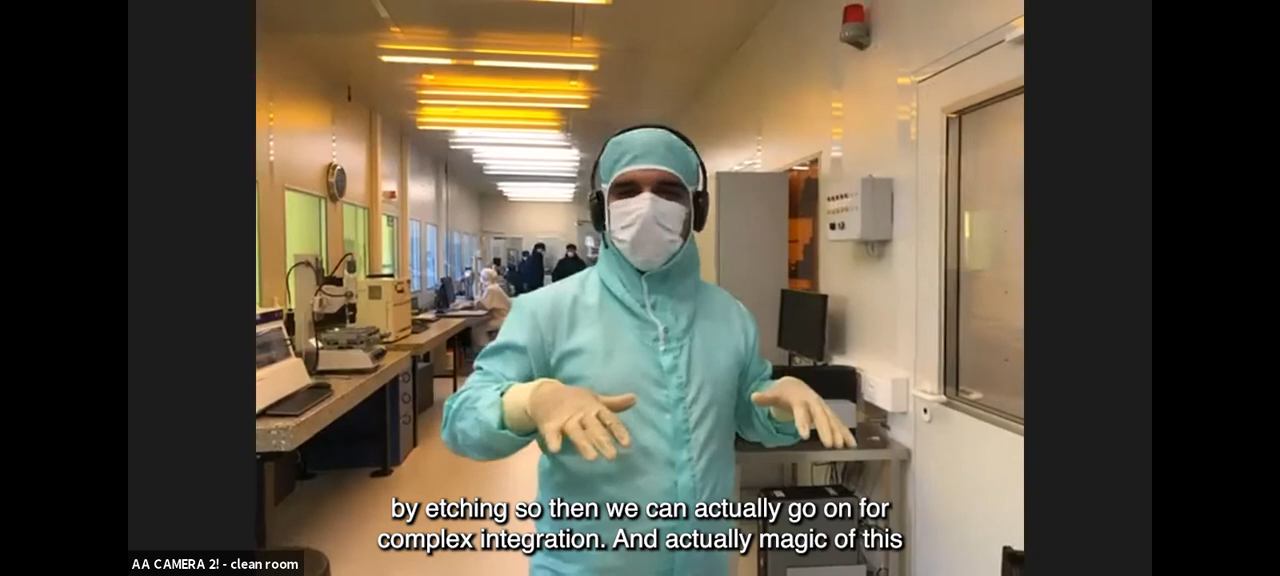 by etching so then we can actually go on for
complex integration. And actually magic of this
AA CAMERA 2! - clean room